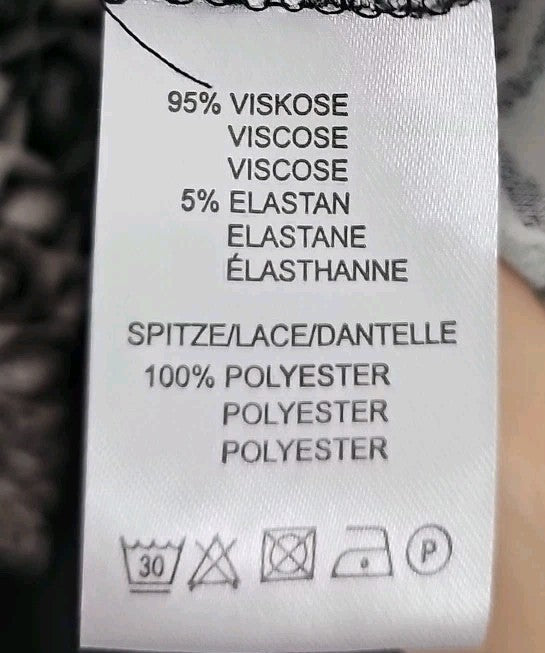 95% VISKOSE
VISCOSE
VISCOSE
5% ELASTAN
ELASTANE
ÉLASTHANNE
SPITZE/LACE/DANTELLE
100% POLYESTER
POLYESTER
POLYESTER
30 P